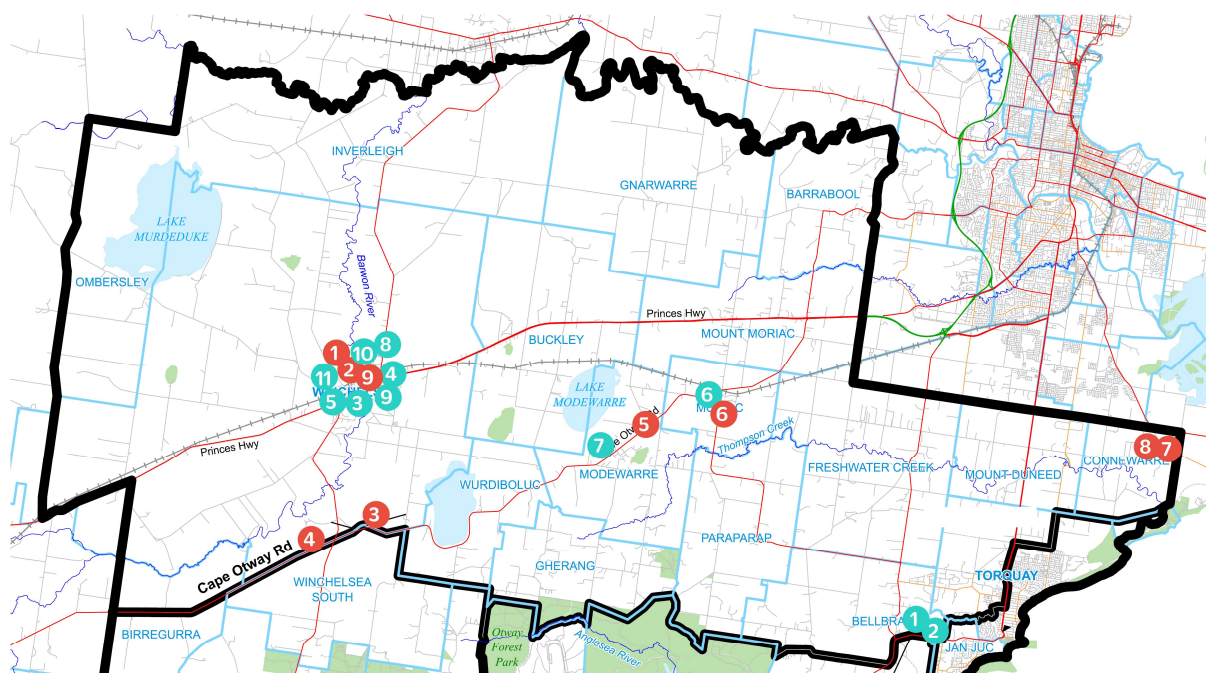 INVERLEIGH
GNARWARRE
BARRABOOL
LAKE
MURDEDUKE
OMBERSLEY
Barwon River
Princes Hwy
MOUNT MORIAC
BUCKLEY
1
10
8
2
9
4
11
5
3
9
LAKE
MODEWARRE
6
6
5
7
Thompson Creek
Princes Hwy
MODEWARRE
FRESHWATER CREEK
MOUNT DUNEED
8
7
CONNEWARRE
WURDIBOLUC
3
4
Cape Otway Rd
PARAPARAP
GHERANG
WINCHELSEA
SOUTH
TORQUAY
BIRREGURRA
1
2
JAN JUC
Otway
Forest
Park
Anglesea River